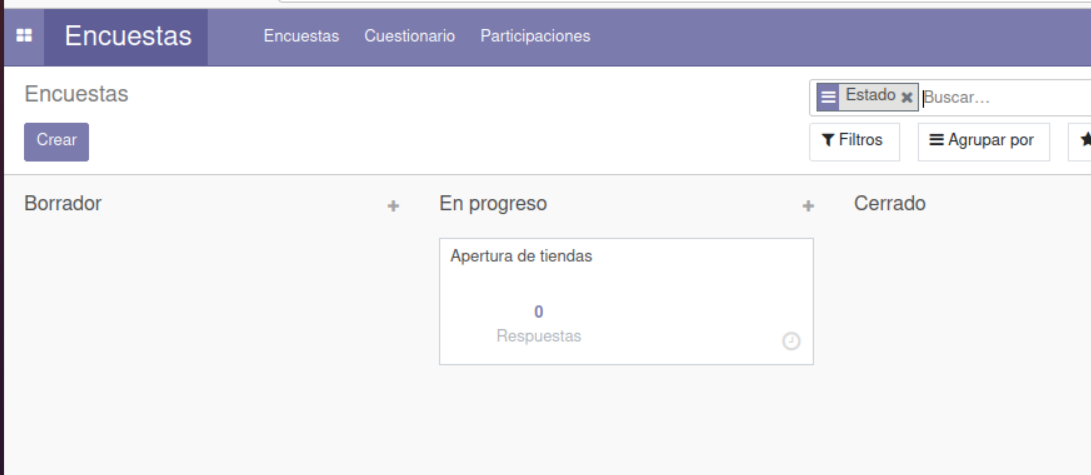 Encuestas Encuestas Cuestionario Participaciones
Encuestas
Estado Buscar...
Crear
Filtros Agrupar por
Borrador En progreso Cerrado
Apertura de tiendas
0
Respuestas